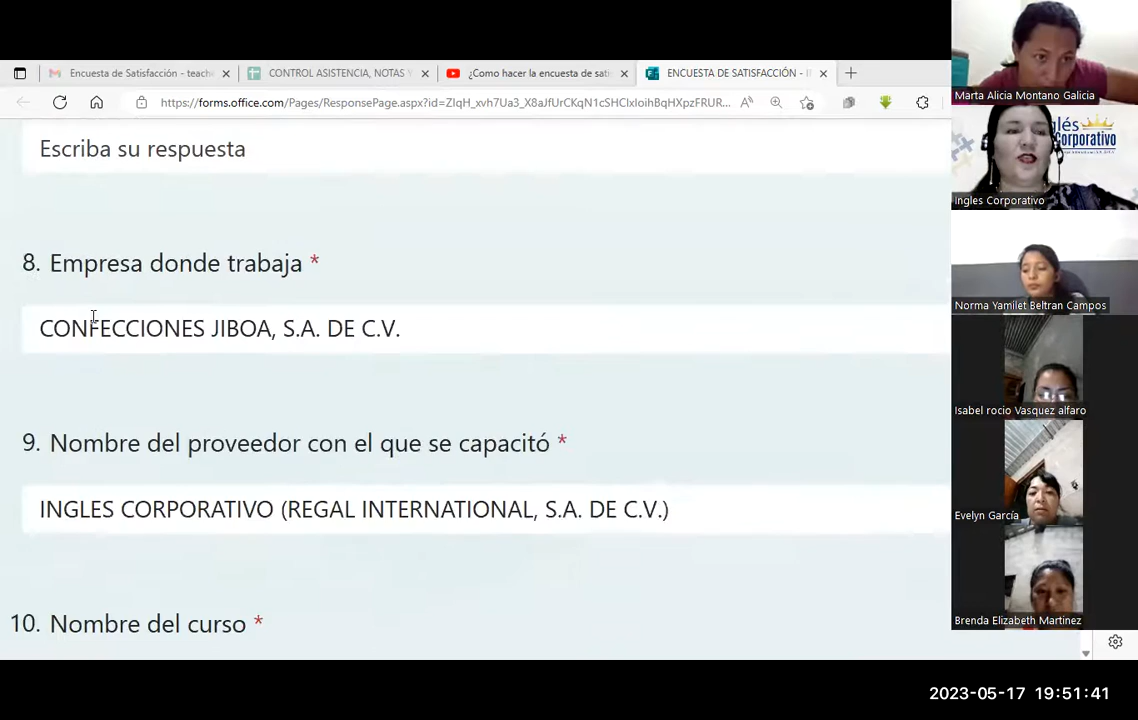 Encuesta de Satisfacción - teach
CONTROL ASISTENCIA, NOTAS Y
¿Como hacer la encuesta de sati
ENCUESTA DE SATISFACCIÓN - I
https://forms.office.com/Pages/ResponsePage.aspx?id=ZIqH_xvh7Ua3_X8aJfUrCKqN1cSHClxIoihBqHXpzFRUR...
Escriba su respuesta
8. Empresa donde trabaja *
CONFECCIONES JIBOA, S.A. DE C.V.
9. Nombre del proveedor con el que se capacitó *
INGLES CORPORATIVO (REGAL INTERNATIONAL, S.A. DE C.V.)
10. Nombre del curso *
Marta Alicia Montano Galicia
glés
Corporativo
Ingles Corporativo
Norma Yamilet Beltran Campos
Isabel rocio Vasquez alfaro
Evelyn García
Brenda Elizabeth Martinez
2023-05-17 19:51:41